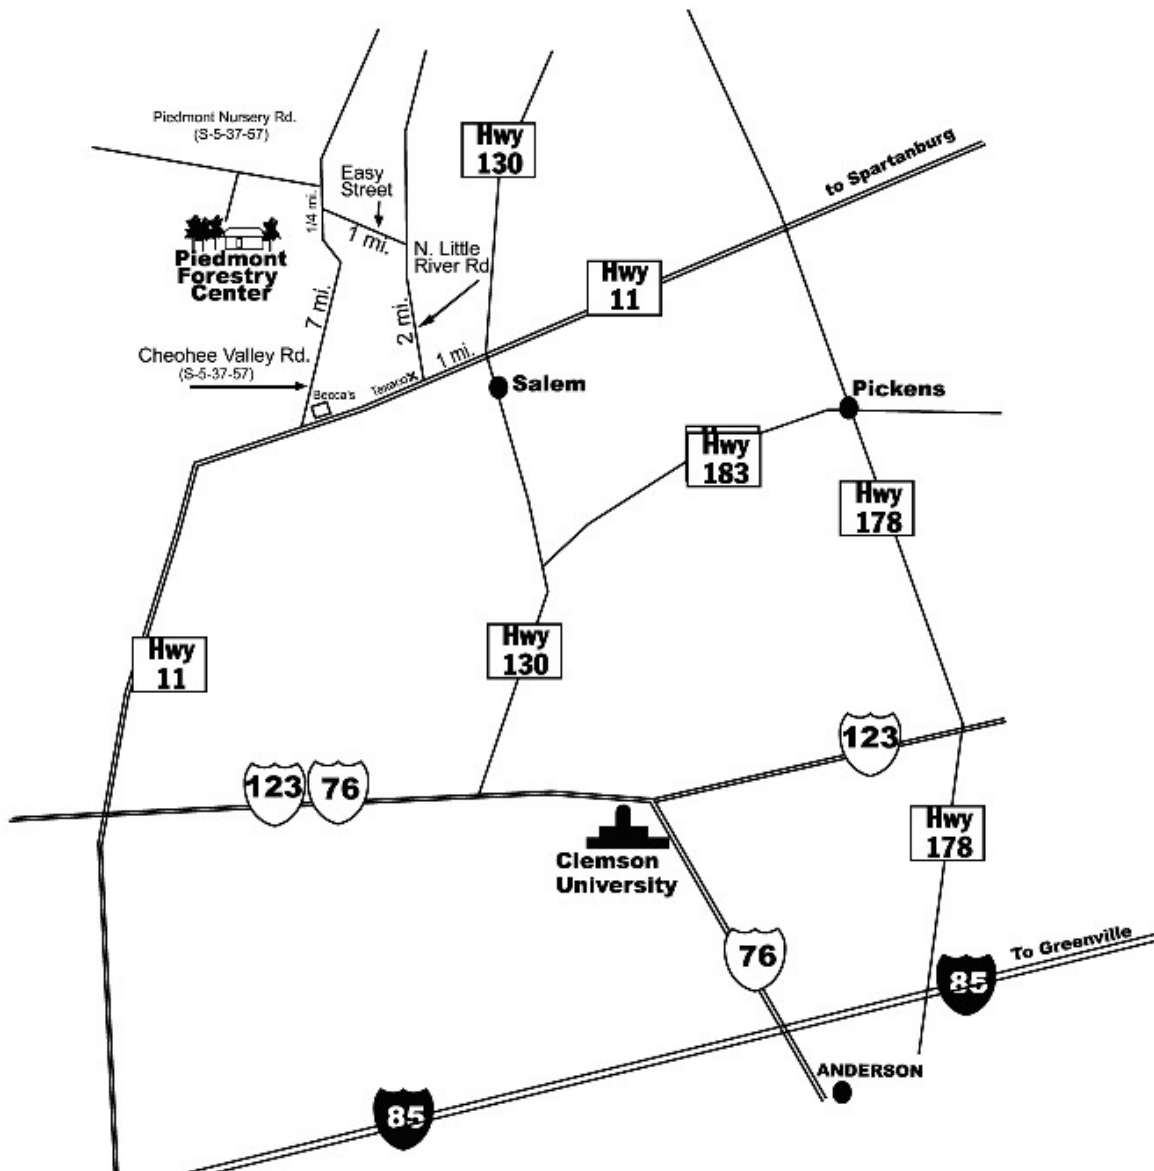 Piedmont Nursery Rd.
(S-5-37-57)
Hwy
130
to Spartanburg
Easy
Street
1/4 mi.
1 mi.
N. Little
River Rd
Piedmont
Forestry
Center
Hwy
11
7 mi.
2 mi.
1 mi.
Cheohee Valley Rd.
(S-5-37-57)
Texaco
Becca's
Salem
Pickens
Hwy
183
Hwy
178
Hwy
11
Hwy
130
123
123
76
Hwy
178
Clemson
University
76
To Greenville
85
ANDERSON
85